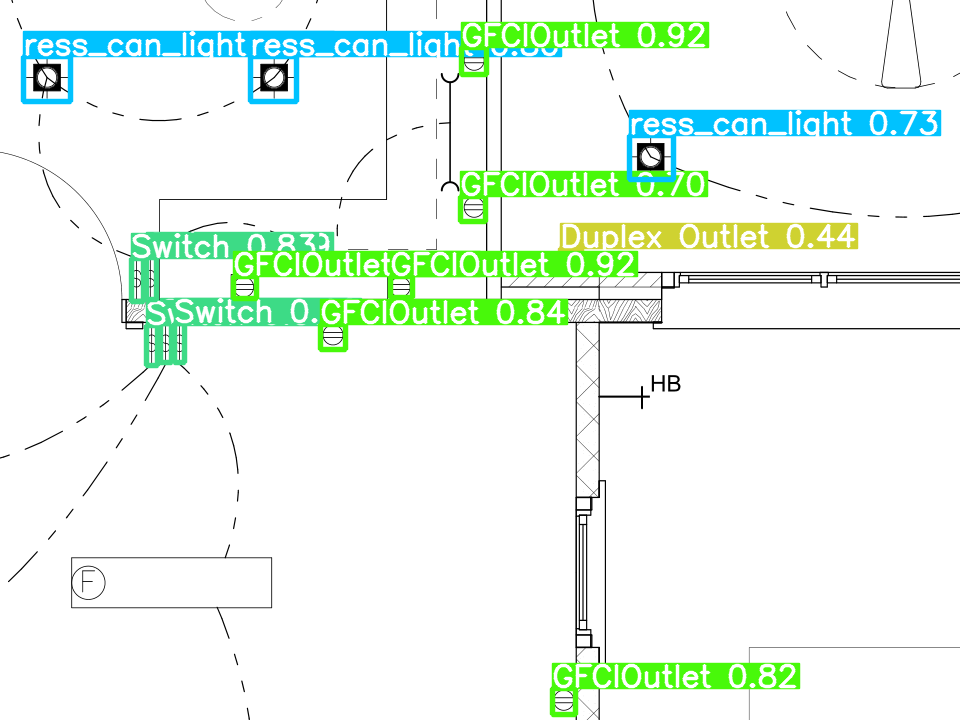 GFCIOutlet 0.92
ress_can_light
ress_can_ligh
ress_can_light 0.73
GFCIOutlet 0.70
Duplex Outlet 0.44
Switch 0.83
GFCIOutlet
GFCIOutlet 0.92
Switch 0.
GFCIOutlet 0.84
HB
F
GFCIOutlet 0.82